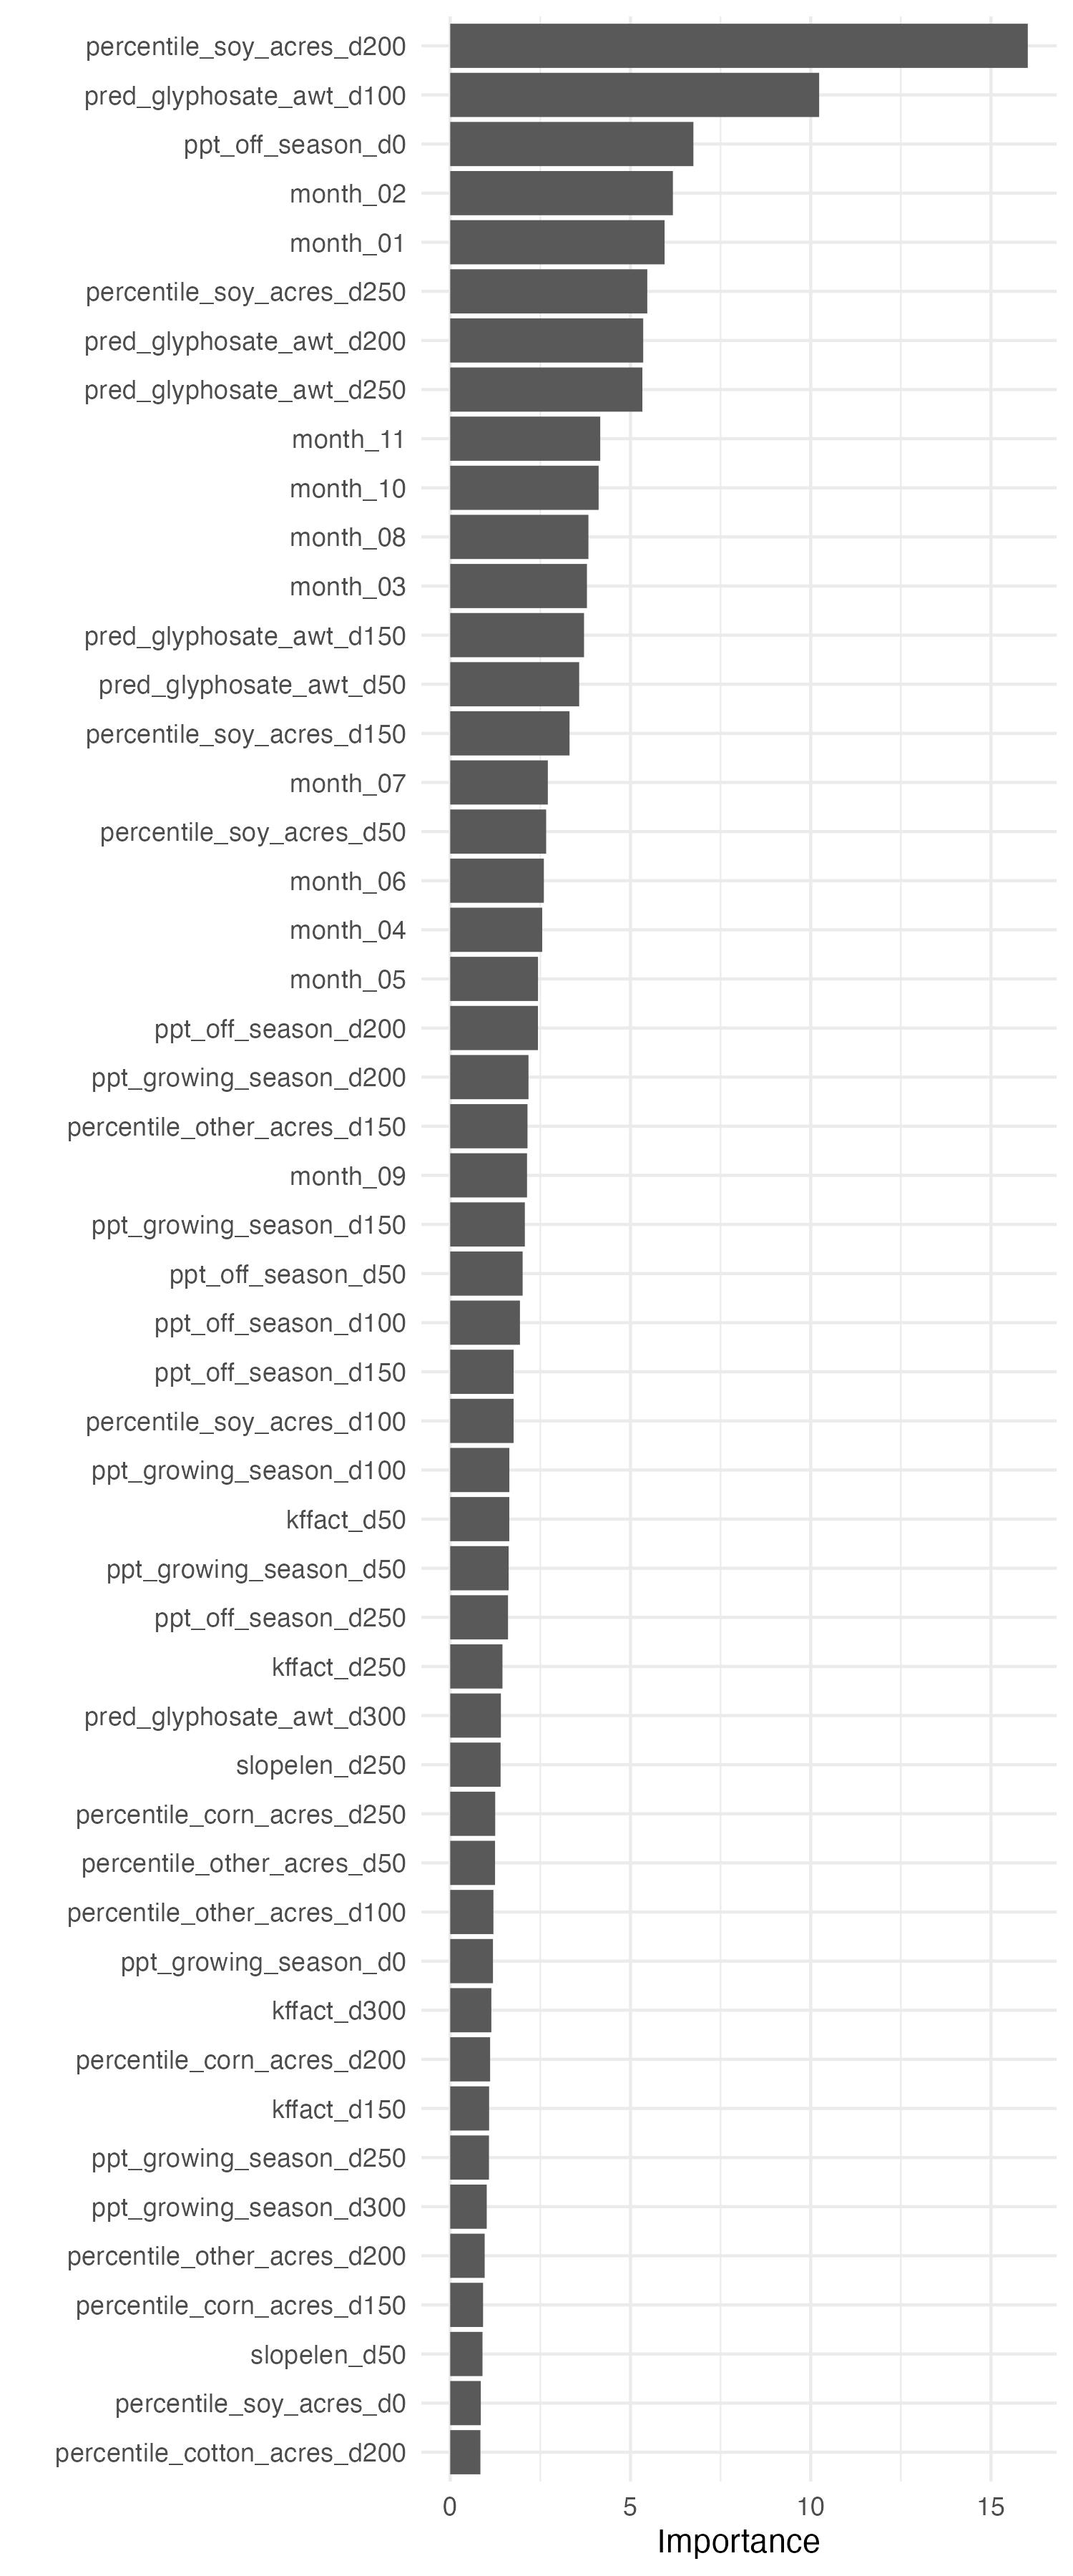 percentile_soy_acres_d200
pred_glyphosate_awt_d100
ppt_off_season_d0
month_02
month_01
percentile_soy_acres_d250
pred_glyphosate_awt_d200
pred_glyphosate_awt_d250
month_11
month_10
month_08
month_03
pred_glyphosate_awt_d150
pred_glyphosate_awt_d50
percentile_soy_acres_d150
month_07
percentile_soy_acres_d50
month_06
month_04
month_05
ppt_off_season_d200
ppt_growing_season_d200
percentile_other_acres_d150
month_09
ppt_growing_season_d150
ppt_off_season_d50
ppt_off_season_d100
ppt_off_season_d150
percentile_soy_acres_d100
ppt_growing_season_d100
kffact_d50
ppt_growing_season_d50
ppt_off_season_d250
kffact_d250
pred_glyphosate_awt_d300
slopelen_d250
percentile_corn_acres_d250
percentile_other_acres_d50
percentile_other_acres_d100
ppt_growing_season_d0
kffact_d300
percentile_corn_acres_d200
kffact_d150
ppt_growing_season_d250
ppt_growing_season_d300
percentile_other_acres_d200
percentile_corn_acres_d150
slopelen_d50
percentile_soy_acres_d0
percentile_cotton_acres_d200
0 5 10 15
Importance